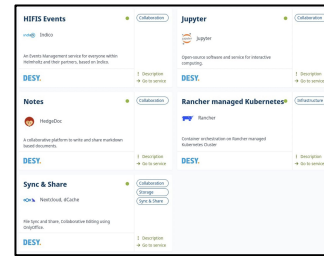 HIFIS Events
Collaboration
Indico
An Events Management service for everyone within
Helmholtz and their partners, based on Indico.
DESY.
Description
Go to service
Jupyter
Collaboration
Jupyter
Open-source software and service for interactive
computing.
DESY.
Description
Go to service
Notes
Collaboration
HedgeDoc
A collaborative platform to write and share markdown
based documents.
DESY.
Description
Go to service
Rancher managed Kubernetes
Infrastructure
Rancher
Container orchestration on Rancher managed
Kubernetes Cluster
DESY.
Description
Go to service
Sync & Share
Collaboration
Storage
Sync & Share
Nextcloud, dCache
File Sync and Share, Collaborative Editing using
OnlyOffice.
DESY.
Description
Go to service